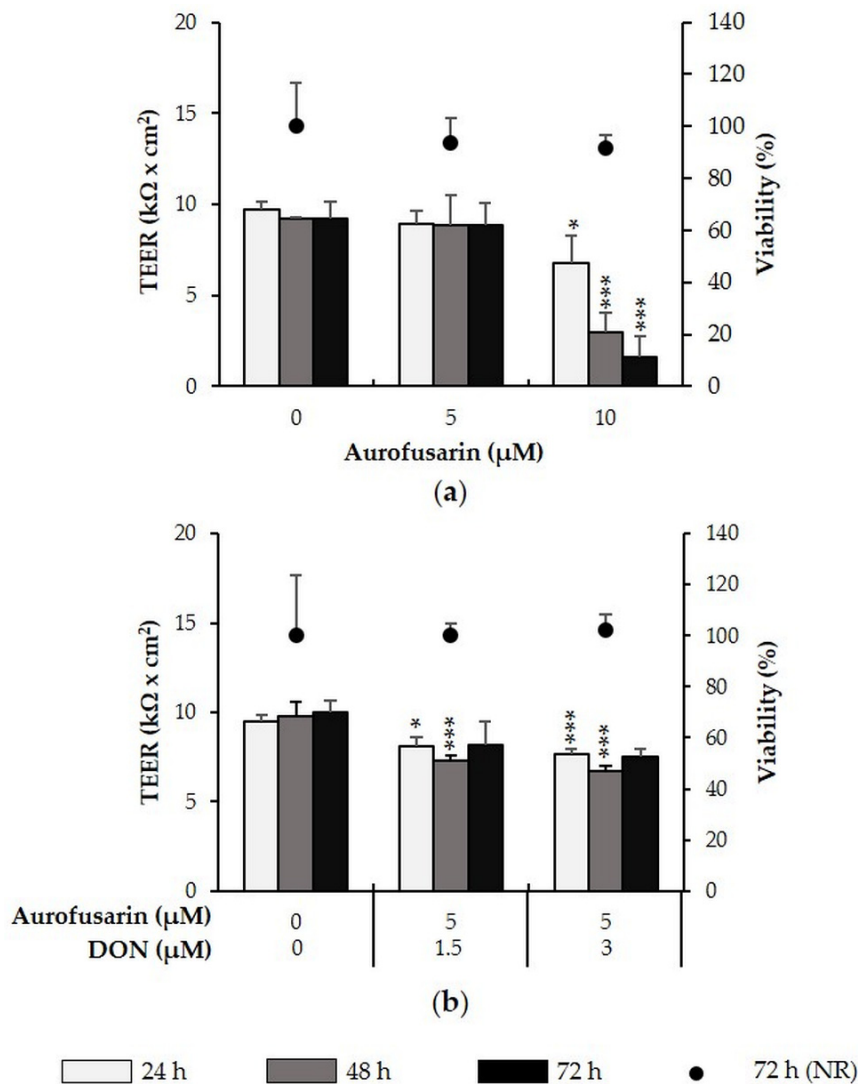 20 140
120
15 100
80
10 60
* ***
5 *** 40
20
0 0
TEER (kΩ x cm²)
Viability (%)
0 5 10
Aurofusarin (μM)
(a)
20 140
120
15 100
80
10 * *** *** *** 60
5 40
20
0 0
TEER (kΩ x cm²)
Viability (%)
Aurofusarin (μM) 0 5 5
DON (μM) 0 1.5 3
(b)
24 h 48 h 72 h 72 h (NR)